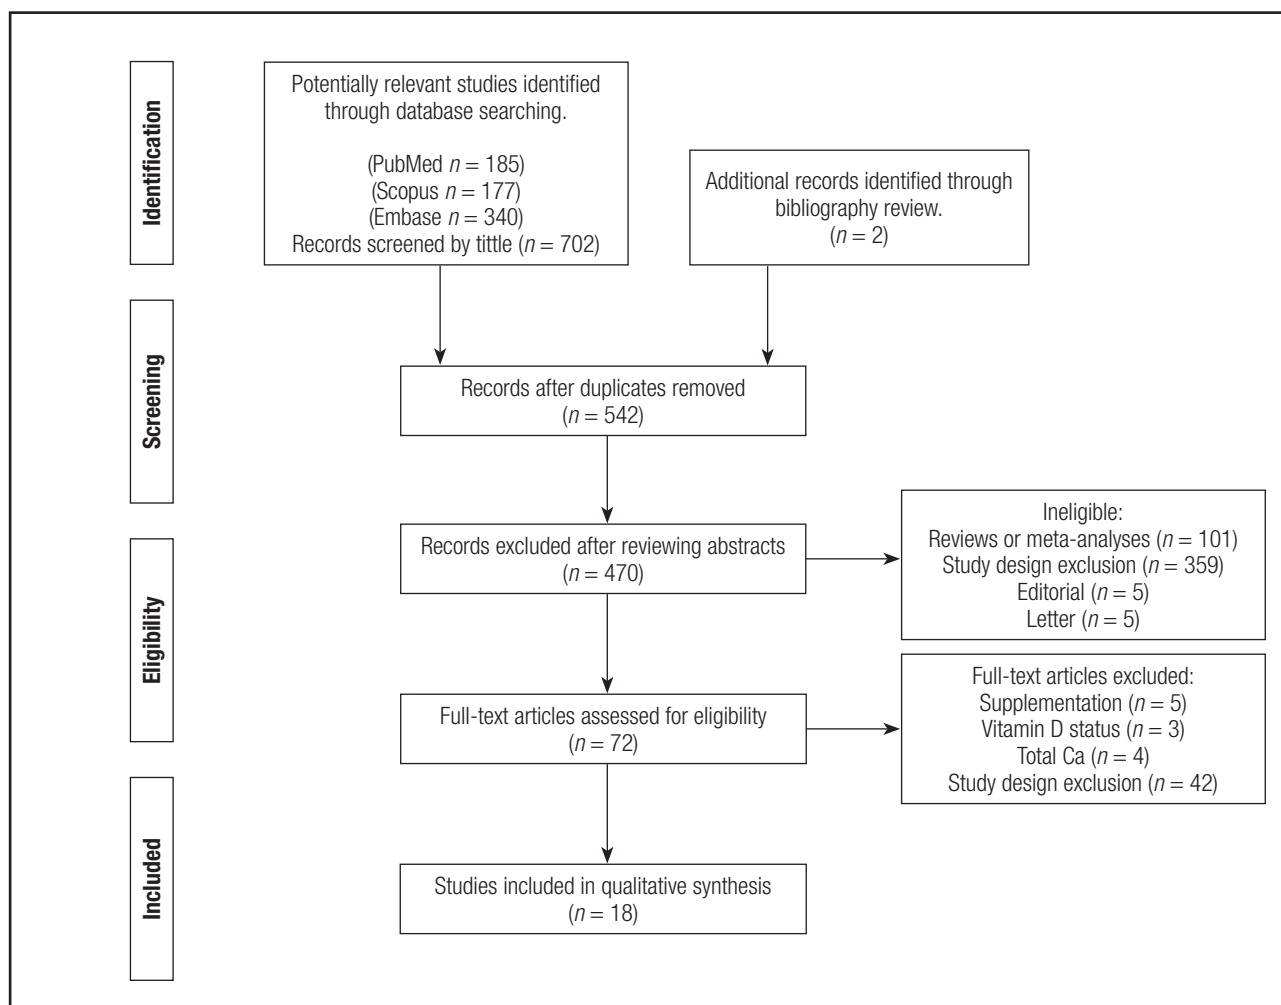 Identification
Potentially relevant studies identified
through database searching.
(PubMed n = 185)
(Scopus n = 177)
(Embase n = 340)
Records screened by tittle (n = 702)
Additional records identified through
bibliography review.
(n = 2)
Screening
Records after duplicates removed
(n = 542)
Eligibility
Records excluded after reviewing abstracts
(n = 470)
Ineligible:
Reviews or meta-analyses (n = 101)
Study design exclusion (n = 359)
Editorial (n = 5)
Letter (n = 5)
Full-text articles assessed for eligibility
(n = 72)
Full-text articles excluded:
Supplementation (n = 5)
Vitamin D status (n = 3)
Total Ca (n = 4)
Study design exclusion (n = 42)
Included
Studies included in qualitative synthesis
(n = 18)